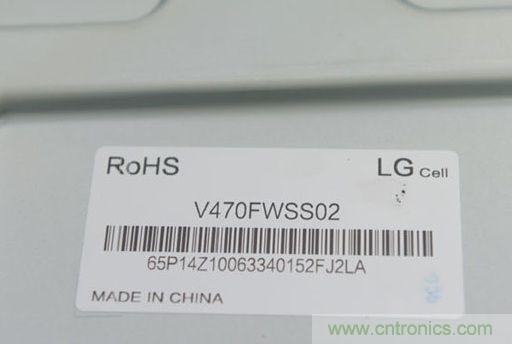 RoHS
LG Cell
V470FWSS02
65P14Z10063340152FJ2LA
MADE IN CHINA
www.cntronics.com